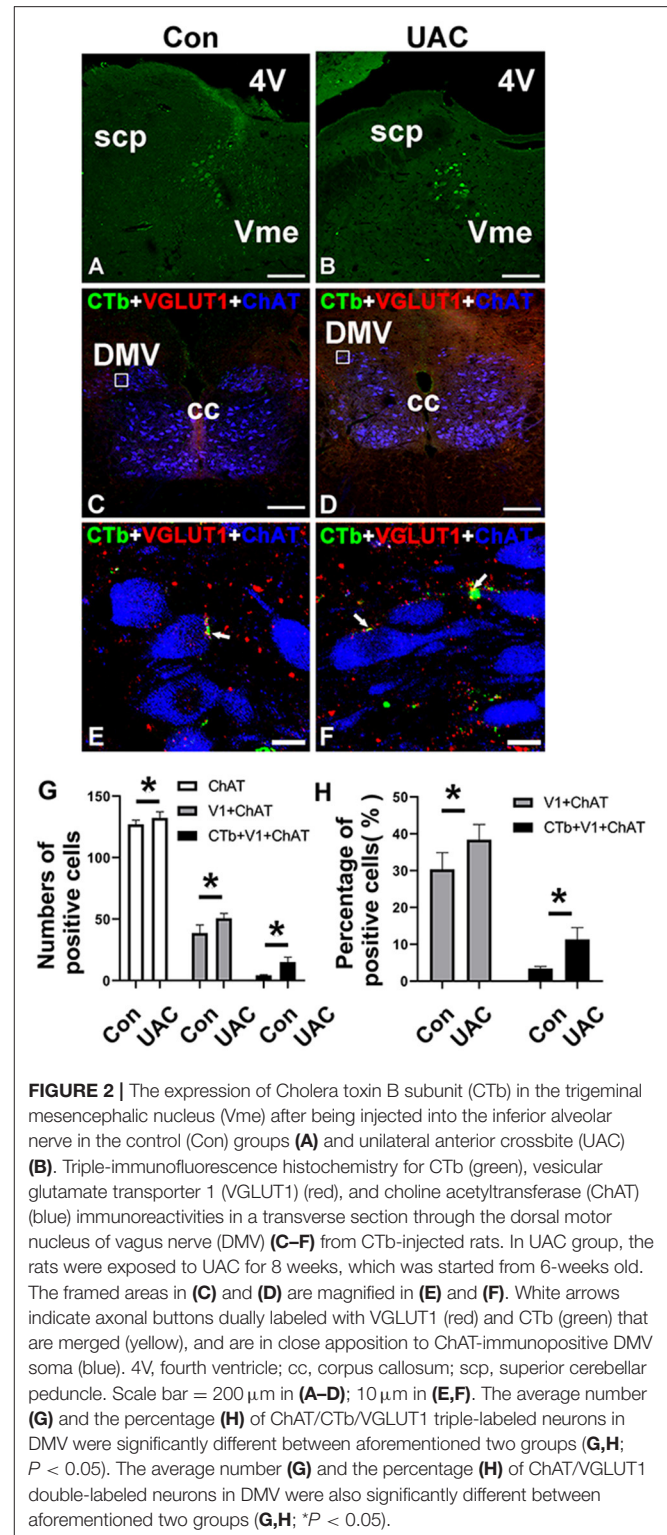 Con UAC
4V 4V
scp scp
Vme Vme
A B
CTb+VGLUT1+ChAT CTb+VGLUT1+ChAT
DMV DMV
cc cc
C D
CTb+VGLUT1+ChAT CTb+VGLUT1+ChAT
E F
G
Numbers of
positive cells
150
100
50
0
* * *
ChAT
V1+ChAT
CTb+V1+ChAT
Con UAC Con UAC Con UAC
H
Percentage of
positive cells( % )
50
40
30
20
10
0
* *
V1+ChAT
CTb+V1+ChAT
Con UAC Con UAC
FIGURE 2 | The expression of Cholera toxin B subunit (CTb) in the trigeminal
mesencephalic nucleus (Vme) after being injected into the inferior alveolar
nerve in the control (Con) groups (A) and unilateral anterior crossbite (UAC)
(B). Triple-immunofluorescence histochemistry for CTb (green), vesicular
glutamate transporter 1 (VGLUT1) (red), and choline acetyltransferase (ChAT)
(blue) immunoreactivities in a transverse section through the dorsal motor
nucleus of vagus nerve (DMV) (C–F) from CTb-injected rats. In UAC group, the
rats were exposed to UAC for 8 weeks, which was started from 6-weeks old.
The framed areas in (C) and (D) are magnified in (E) and (F). White arrows
indicate axonal buttons dually labeled with VGLUT1 (red) and CTb (green) that
are merged (yellow), and are in close apposition to ChAT-immunopositive DMV
soma (blue). 4V, fourth ventricle; cc, corpus callosum; scp, superior cerebellar
peduncle. Scale bar = 200 μm in (A–D); 10 μm in (E,F). The average number
(G) and the percentage (H) of ChAT/CTb/VGLUT1 triple-labeled neurons in
DMV were significantly different between aforementioned two groups (G,H;
P < 0.05). The average number (G) and the percentage (H) of ChAT/VGLUT1
double-labeled neurons in DMV were also significantly different between
aforementioned two groups (G,H; *P < 0.05).